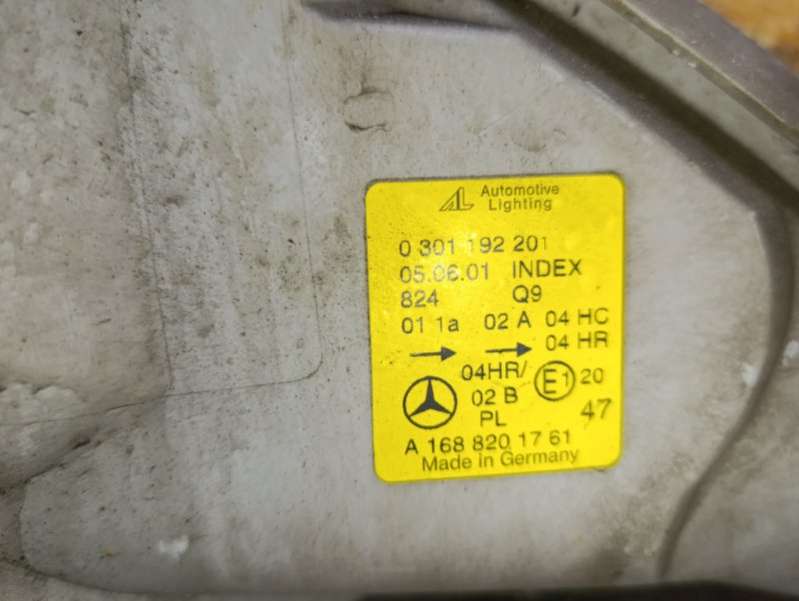 AL Automotive
Lighting
0 301 192 201
05.06.01 INDEX
824 Q9
01 1a 02 A 04 HC
04 HR
04HR/ E1 20
02 B
PL 47
A 168 820 17 61
Made in Germany